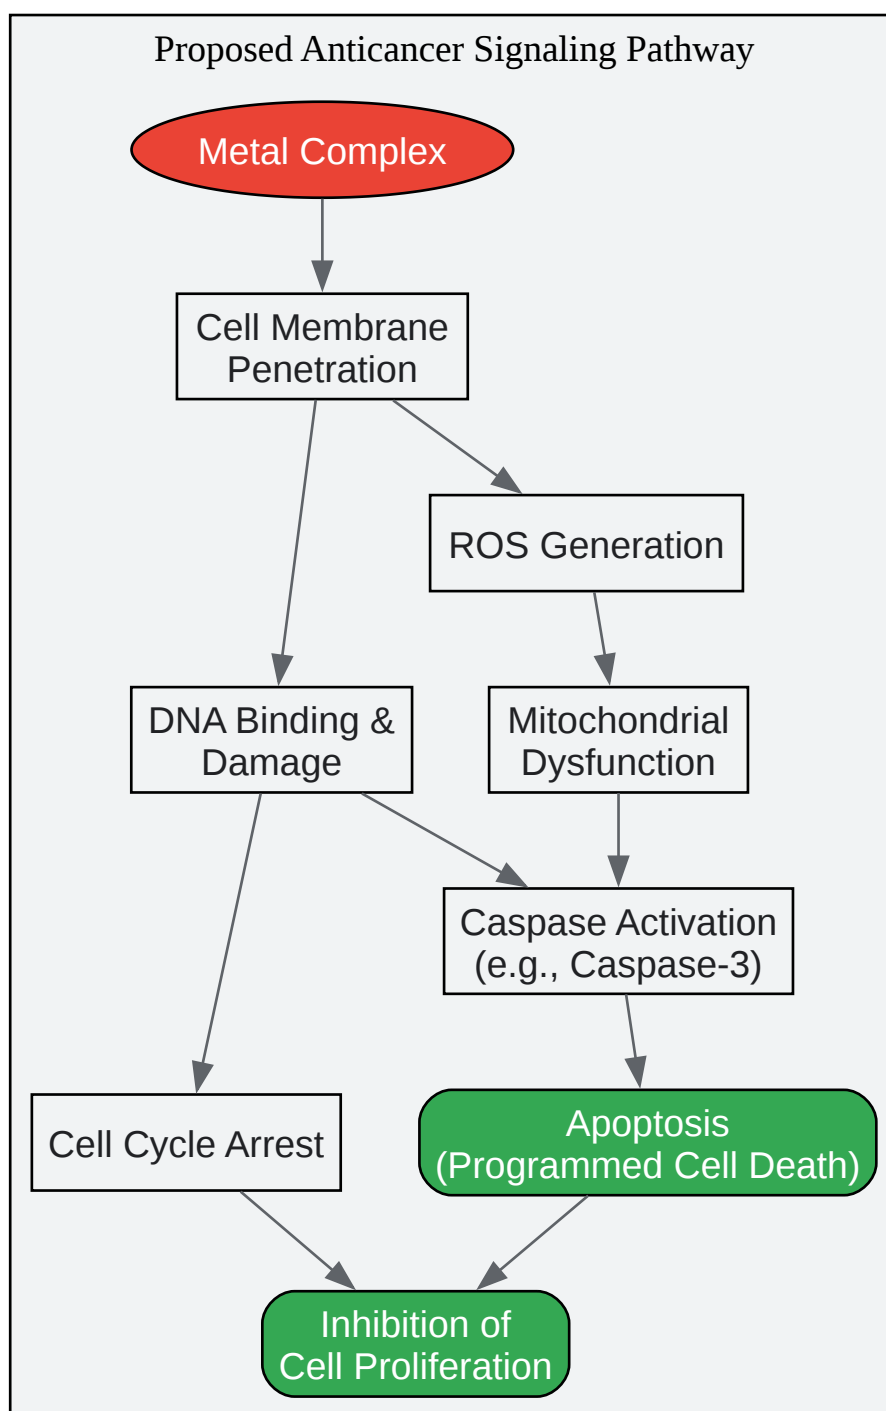 Proposed Anticancer Signaling Pathway
Metal Complex
Cell Membrane
Penetration
ROS Generation
DNA Binding &
Damage
Mitochondrial
Dysfunction
Caspase Activation
(e.g., Caspase-3)
Cell Cycle Arrest
Apoptosis
(Programmed Cell Death)
Inhibition of
Cell Proliferation